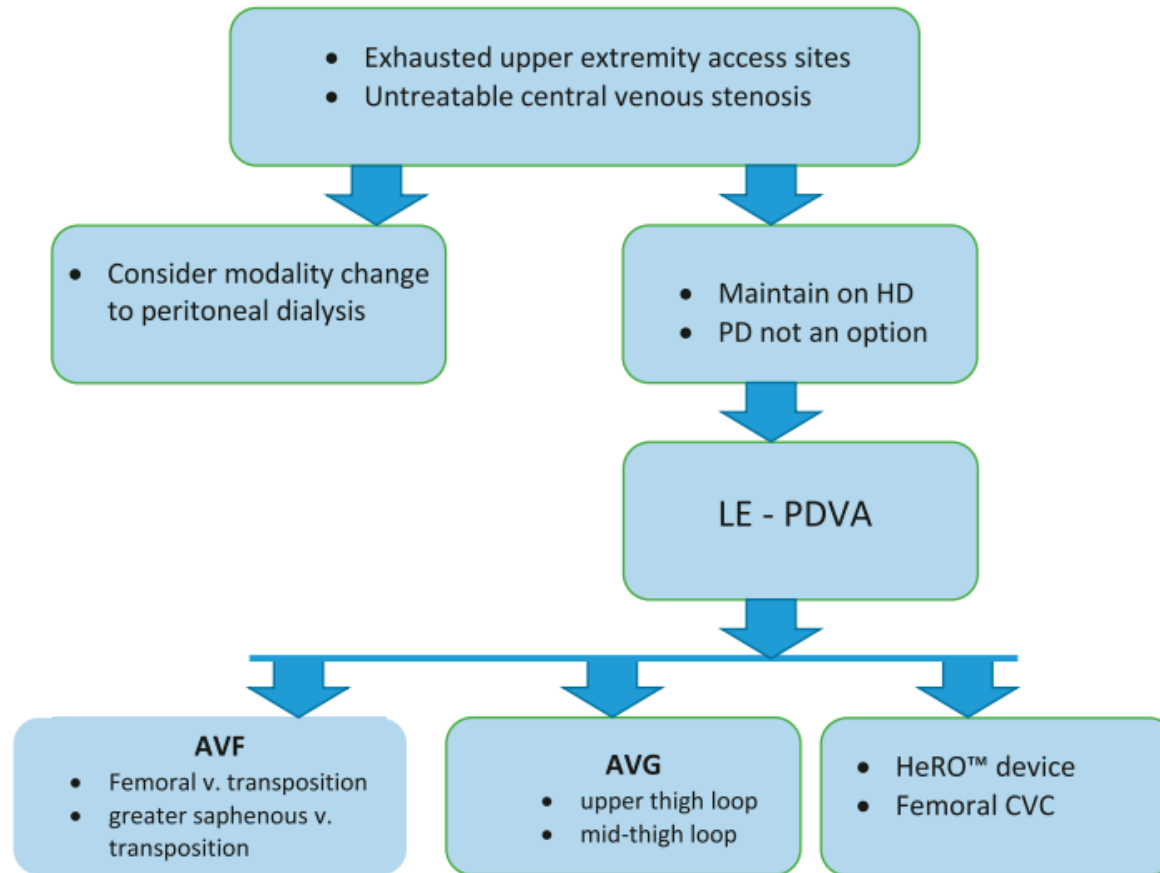 • Exhausted upper extremity access sites
• Untreatable central venous stenosis
• Consider modality change
to peritoneal dialysis
• Maintain on HD
• PD not an option
LE - PDVA
AVF
• Femoral v. transposition
• greater saphenous v.
transposition
AVG
• upper thigh loop
• mid-thigh loop
• HeRO™ device
• Femoral CVC